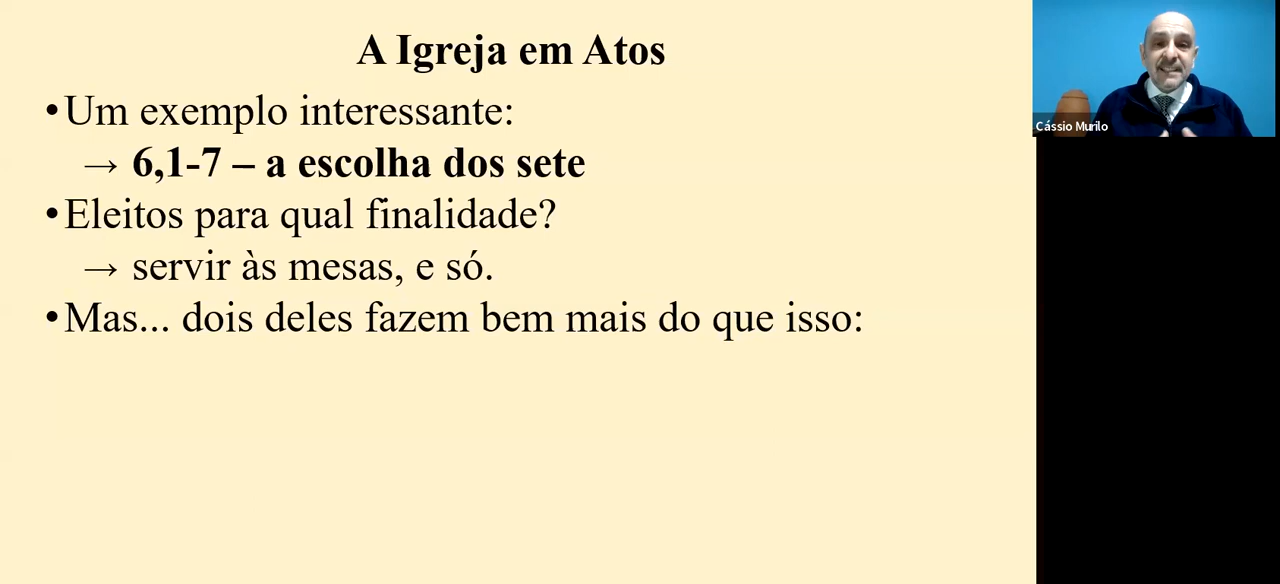 A Igreja em Atos
•Um exemplo interessante:
→ 6,1-7 – a escolha dos sete
•Eleitos para qual finalidade?
→ servir às mesas, e só.
•Mas... dois deles fazem bem mais do que isso:
Cássio Murilo